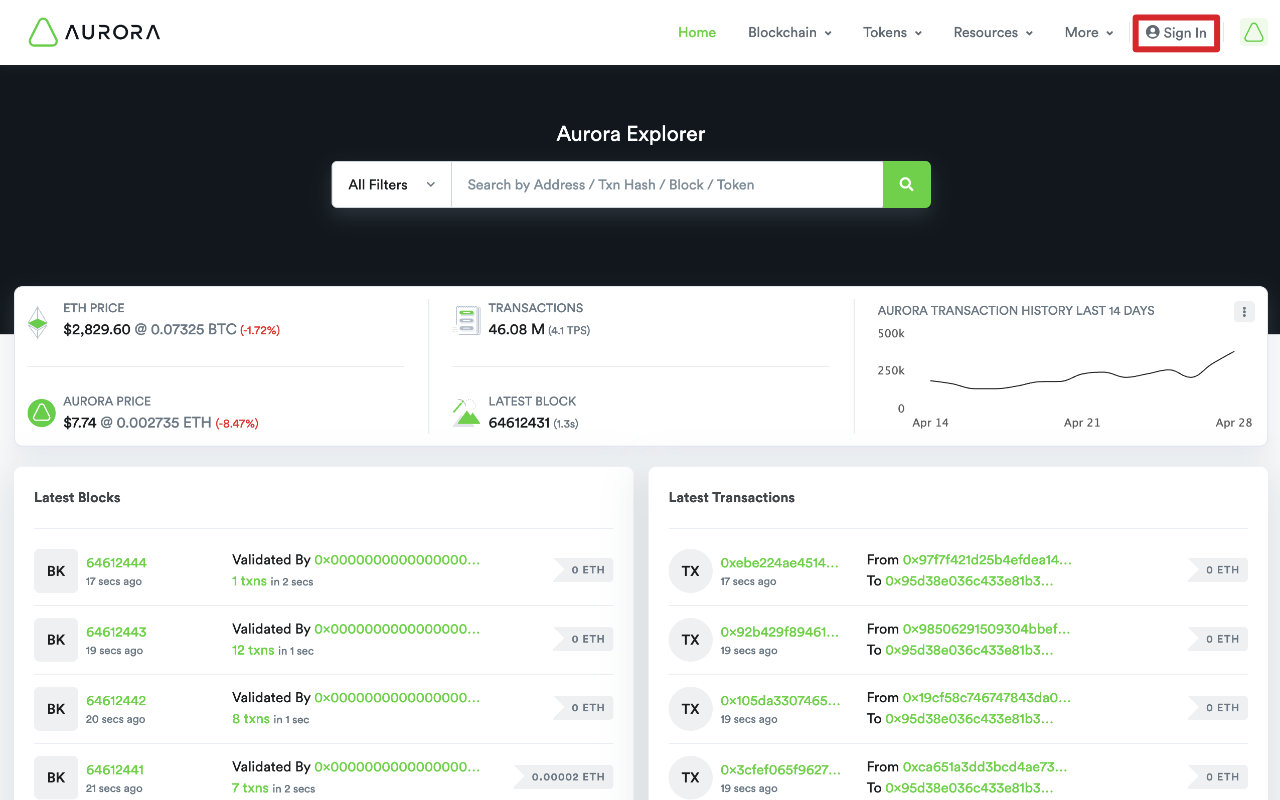 AURORA
Home Blockchain Tokens Resources More Sign In
Aurora Explorer
All Filters Search by Address / Txn Hash / Block / Token
ETH PRICE
$2,829.60 @ 0.07325 BTC (-1.72%)
AURORA PRICE
$7.74 @ 0.002735 ETH (-8.47%)
TRANSACTIONS
46.08 M (4.1 TPS)
LATEST BLOCK
64612431 (1.3s)
AURORA TRANSACTION HISTORY LAST 14 DAYS
500k
250k
0
Apr 14 Apr 21 Apr 28
Latest Blocks
BK 64612444 Validated By 0x0000000000000000... 0 ETH
17 secs ago 1 txns in 2 secs
BK 64612443 Validated By 0x0000000000000000... 0 ETH
19 secs ago 12 txns in 1 sec
BK 64612442 Validated By 0x0000000000000000... 0 ETH
20 secs ago 8 txns in 1 sec
BK 64612441 Validated By 0x0000000000000000... 0.00002 ETH
21 secs ago 7 txns in 2 secs
Latest Transactions
TX 0xebe224ae4514... From 0x97f7f421d25b4efdea14... 0 ETH
17 secs ago To 0x95d38e036c433e81b3...
TX 0x92b429f89461... From 0x98506291509304bbef... 0 ETH
19 secs ago To 0x95d38e036c433e81b3...
TX 0x105da3307465... From 0x19cf58c746747843da0... 0 ETH
19 secs ago To 0x95d38e036c433e81b3...
TX 0x3cfef065f9627... From 0xca651a3dd3bcd4ae73... 0 ETH
19 secs ago To 0x95d38e036c433e81b3...